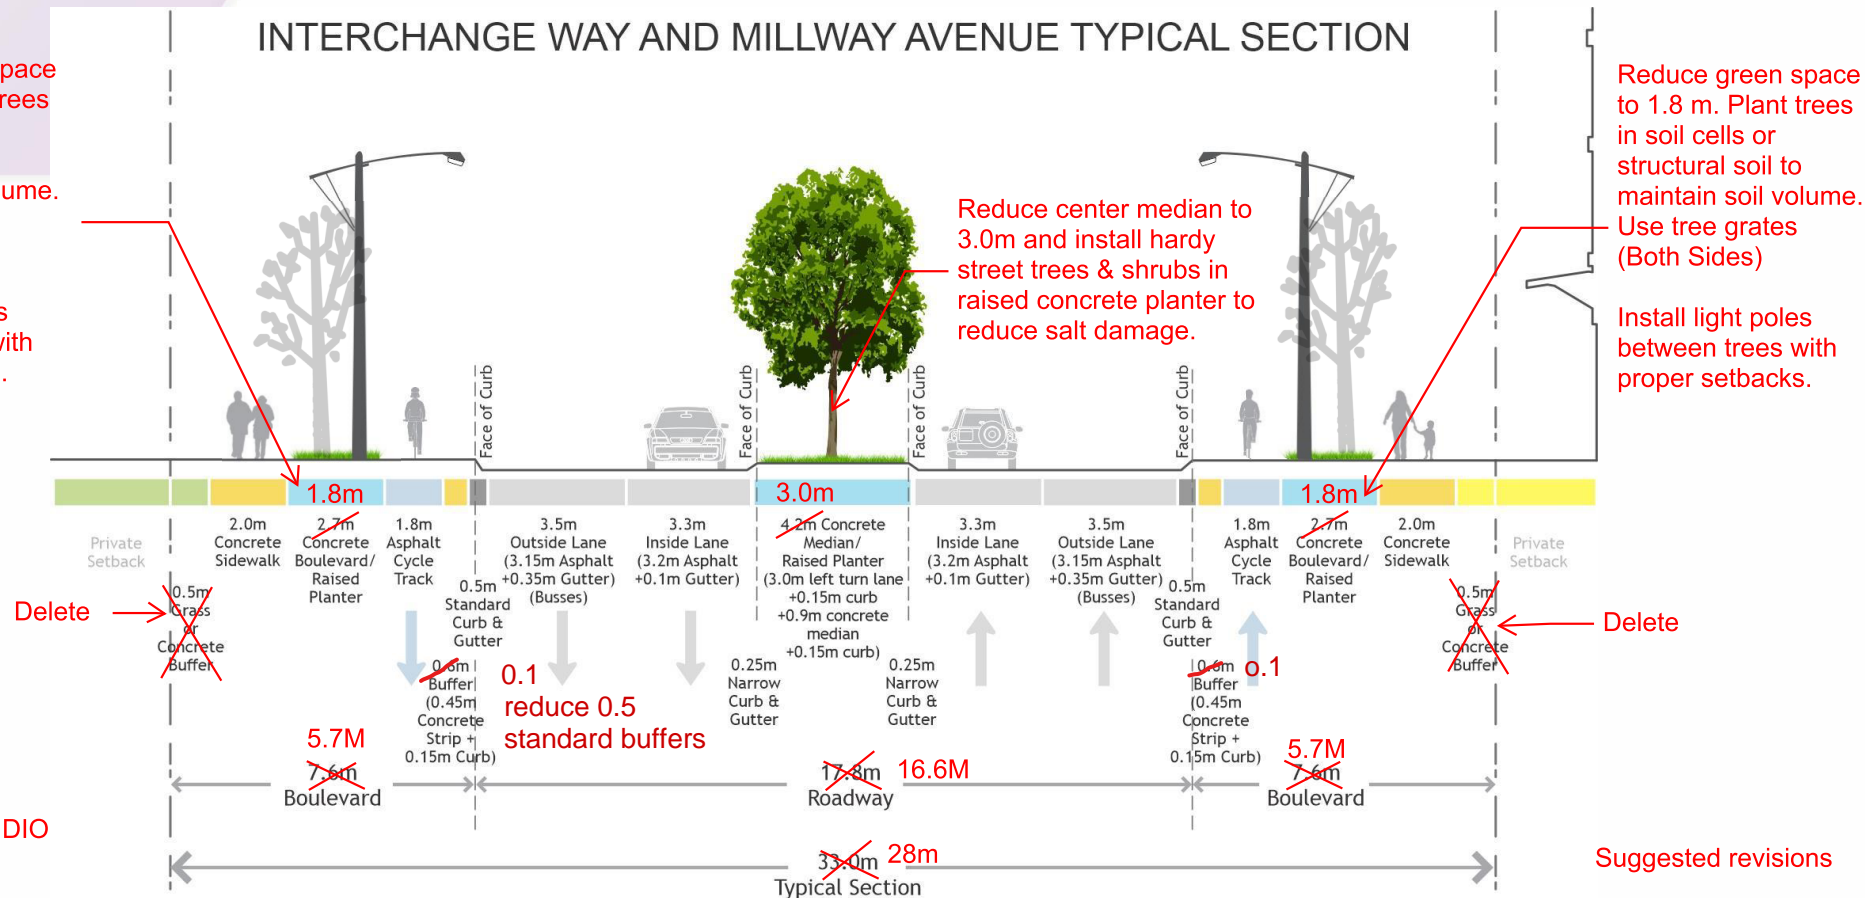 INTERCHANGE WAY AND MILLWAY AVENUE TYPICAL SECTION
pace
rees
ume.
s
vith
.
Reduce center median to
3.0m and install hardy
street trees & shrubs in
raised concrete planter to
reduce salt damage.
Reduce green space
to 1.8 m. Plant trees
in soil cells or
structural soil to
maintain soil volume.
Use tree grates
(Both Sides)
Install light poles
between trees with
proper setbacks.
Face of Curb
Face of Curb
Face of Curb
Face of Curb
1.8m
3.0m
1.8m
Private
Setback
0.5m
Grass
or
Concrete
Buffer
Delete
2.0m
Concrete
Sidewalk
2.7m
Concrete
Boulevard/
Raised
Planter
1.8m
Asphalt
Cycle
Track
0.6m
Buffer
(0.45m
Concrete
Strip +
0.15m Curb)
0.5m
Standard
Curb &
Gutter
0.1
reduce 0.5
standard buffers
3.5m
Outside Lane
(3.15m Asphalt
+0.35m Gutter)
(Busses)
3.3m
Inside Lane
(3.2m Asphalt
+0.1m Gutter)
0.25m
Narrow
Curb &
Gutter
4.2m Concrete
Median/
Raised Planter
(3.0m left turn lane
+0.15m curb
+0.9m concrete
median
+0.15m curb)
0.25m
Narrow
Curb &
Gutter
3.3m
Inside Lane
(3.2m Asphalt
+0.1m Gutter)
3.5m
Outside Lane
(3.15m Asphalt
+0.35m Gutter)
(Busses)
0.5m
Standard
Curb &
Gutter
0.6m
Buffer
(0.45m
Concrete
Strip +
0.15m Curb)
o.1
1.8m
Asphalt
Cycle
Track
2.7m
Concrete
Boulevard/
Raised
Planter
2.0m
Concrete
Sidewalk
0.5m
Grass
or
Concrete
Buffer
Delete
Private
Setback
5.7M
7.6m
Boulevard
17.8m 16.6M
Roadway
5.7M
7.6m
Boulevard
DIO
33.0m 28m
Typical Section
Suggested revisions